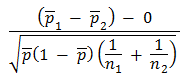 (p̅₁ − p̅₂) − 0
√(p̅(1 − p̅)(1/n₁ + 1/n₂))